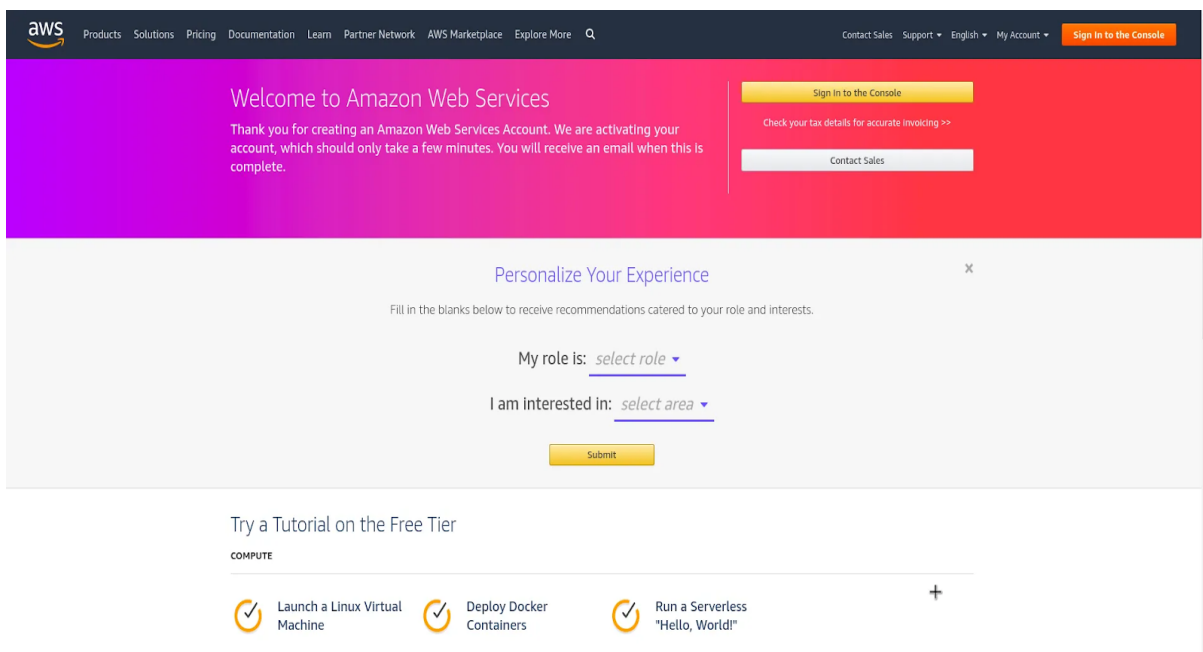 aws
Products Solutions Pricing Documentation Learn Partner Network AWS Marketplace Explore More
Contact Sales Support English My Account Sign In to the Console
Welcome to Amazon Web Services
Thank you for creating an Amazon Web Services Account. We are activating your
account, which should only take a few minutes. You will receive an email when this is
complete.
Sign In to the Console
Check your tax details for accurate invoicing >>
Contact Sales
Personalize Your Experience
x
Fill in the blanks below to receive recommendations catered to your role and interests.
My role is: select role
I am interested in: select area
Submit
Try a Tutorial on the Free Tier
COMPUTE
Launch a Linux Virtual
Machine
Deploy Docker
Containers
Run a Serverless
"Hello, World!"